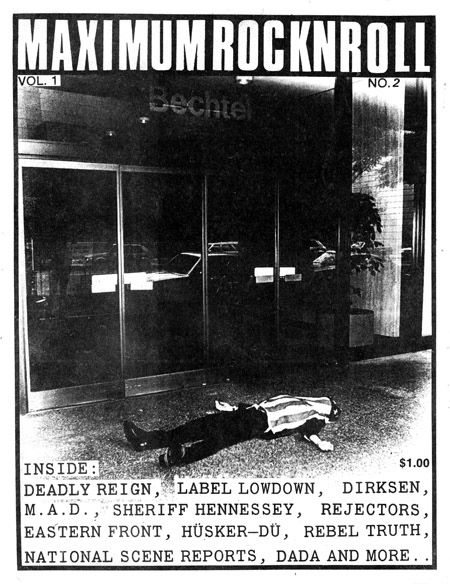 MAXIMUMROCKNROLL
VOL. 1 NO. 2
Bechtel
INSIDE: $1.00
DEADLY REIGN, LABEL LOWDOWN, DIRKSEN,
M.A.D., SHERIFF HENNESSEY, REJECTORS,
EASTERN FRONT, HÜSKER-DÜ, REBEL TRUTH,
NATIONAL SCENE REPORTS, DADA AND MORE..